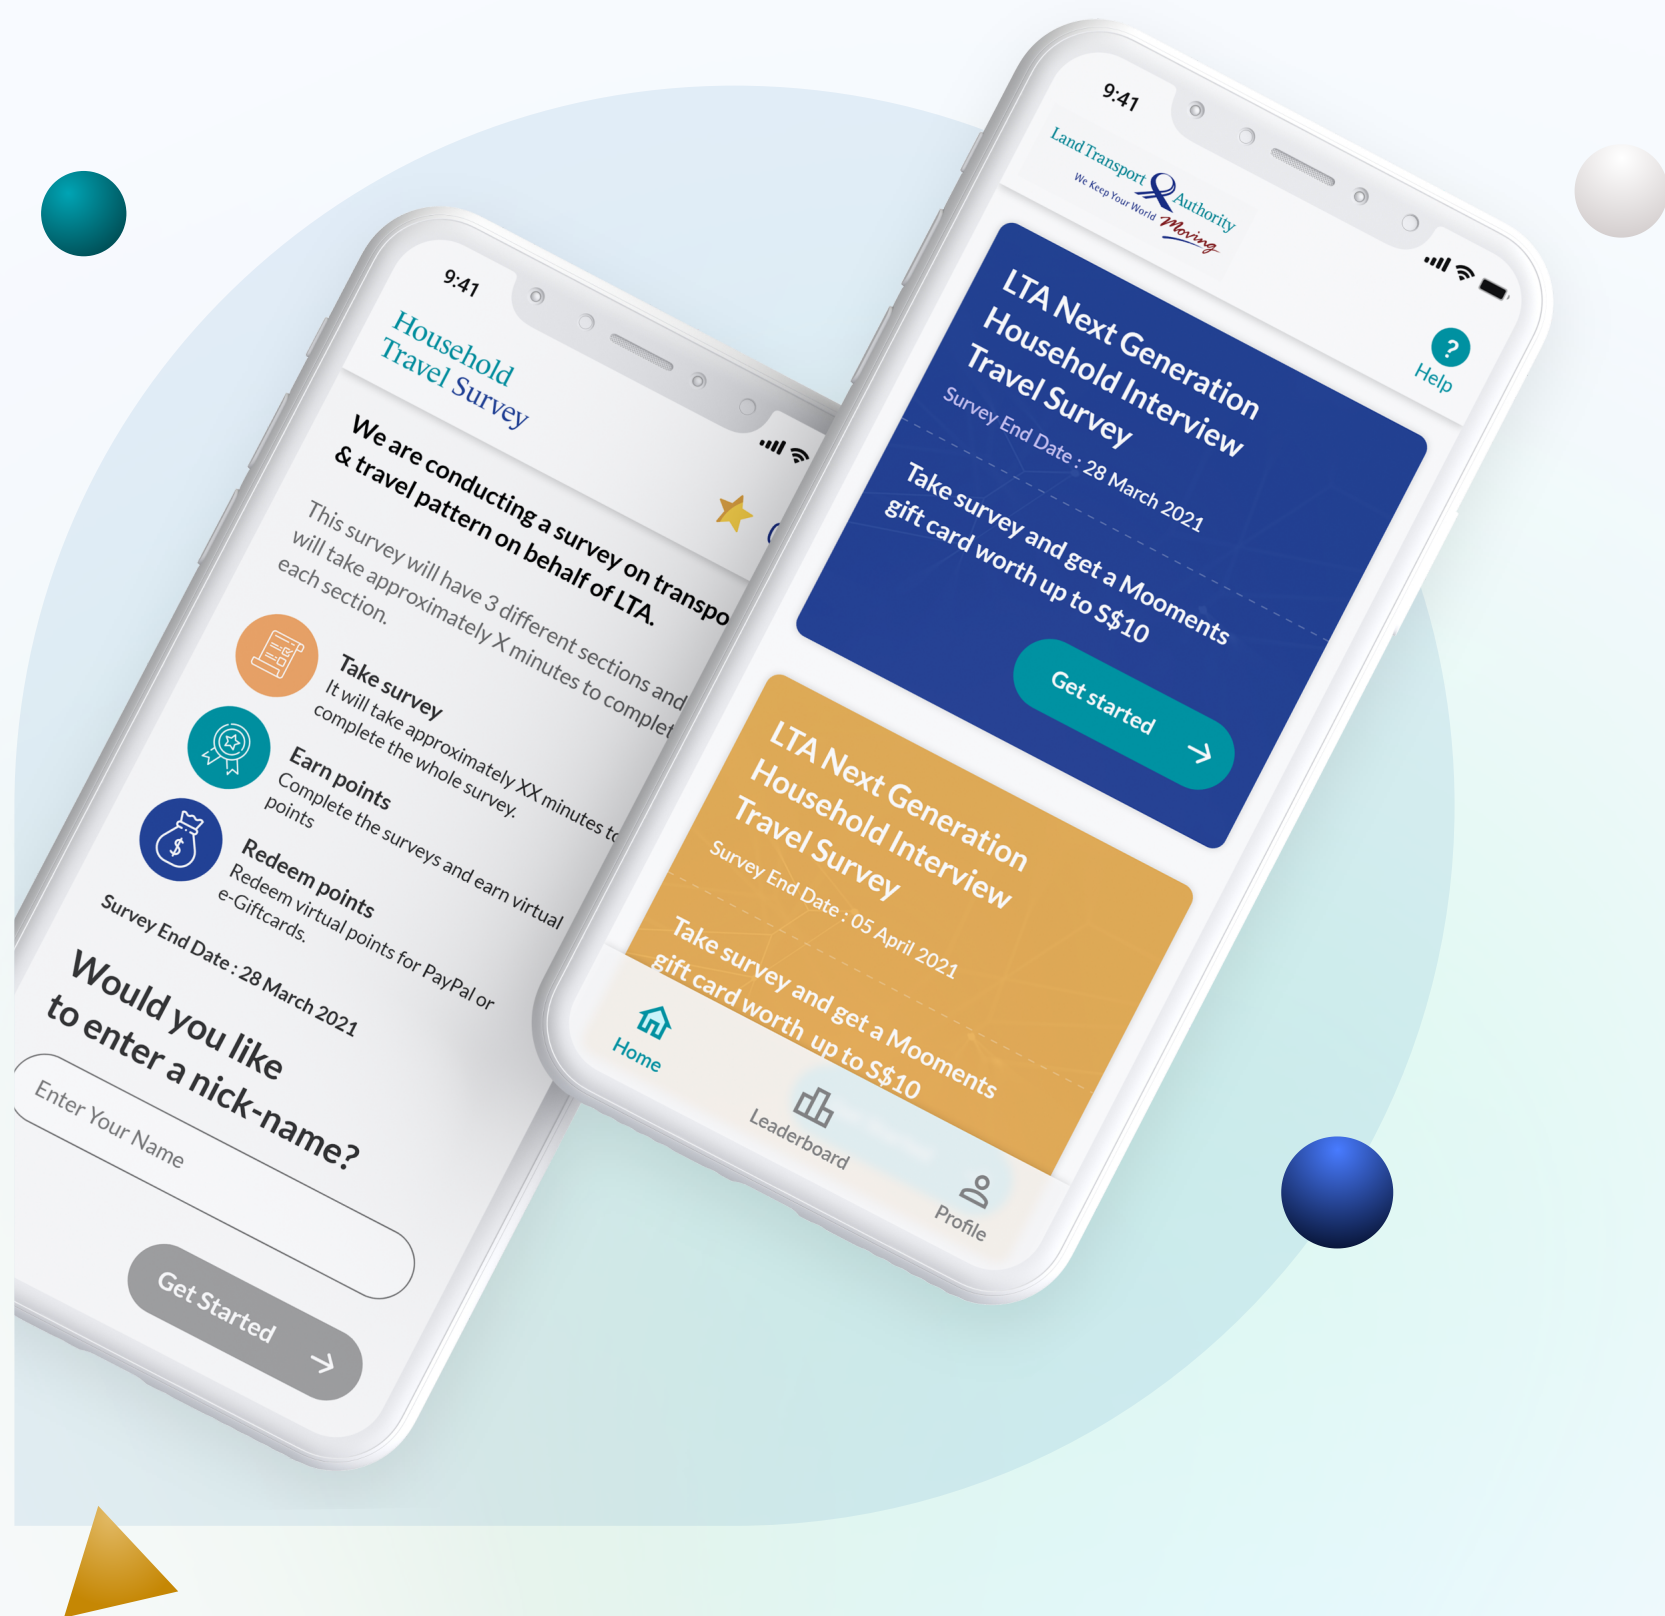 9:41
Household
Travel Survey
We are conducting a survey on transpo
& travel pattern on behalf of LTA.
This survey will have 3 different sections and
will take approximately X minutes to complet
each section.
Take survey
It will take approximately XX minutes to
complete the whole survey.
Earn points
Complete the surveys and earn virtual
points
Redeem points
Redeem virtual points for PayPal or
e-Giftcards.
Survey End Date : 28 March 2021
Would you like
to enter a nick-name?
Enter Your Name
Get Started
9:41
Land Transport Authority
We Keep Your World
Moving
?
Help
LTA Next Generation
Household Interview
Travel Survey
Survey End Date : 28 March 2021
Take survey and get a Mooments
gift card worth up to S$10
Get started
LTA Next Generation
Household Interview
Travel Survey
Survey End Date : 05 April 2021
Take survey and get a Mooments
gift card worth up to S$10
Home
Leaderboard
Profile